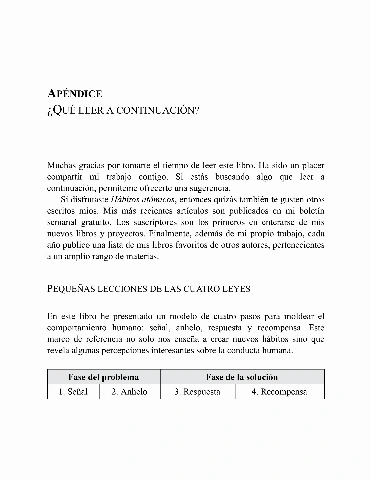 APÉNDICE
¿QUÉ LEER A CONTINUACIÓN?
Muchas gracias por tomarte el tiempo de leer este libro. Ha sido un placer
compartir mi trabajo contigo. Si estás buscando algo que leer a
continuación, permíteme ofrecerte una sugerencia.
Si disfrutaste Hábitos atómicos, entonces quizás también te gusten otros
escritos míos. Mis más recientes artículos son publicados en mi boletín
semanal gratuito. Los suscriptores son los primeros en enterarse de mis
nuevos libros y proyectos. Finalmente, además de mi propio trabajo, cada
año publico una lista de mis libros favoritos de otros autores, pertenecientes
a un amplio rango de materias.
PEQUEÑAS LECCIONES DE LAS CUATRO LEYES
En este libro he presentado un modelo de cuatro pasos para moldear el
comportamiento humano: señal, anhelo, respuesta y recompensa. Este
marco de referencia no solo nos enseña a crear nuevos hábitos sino que
revela algunas percepciones interesantes sobre la conducta humana.
Fase del problema Fase de la solución
1. Señal 2. Anhelo 3. Respuesta 4. Recompensa